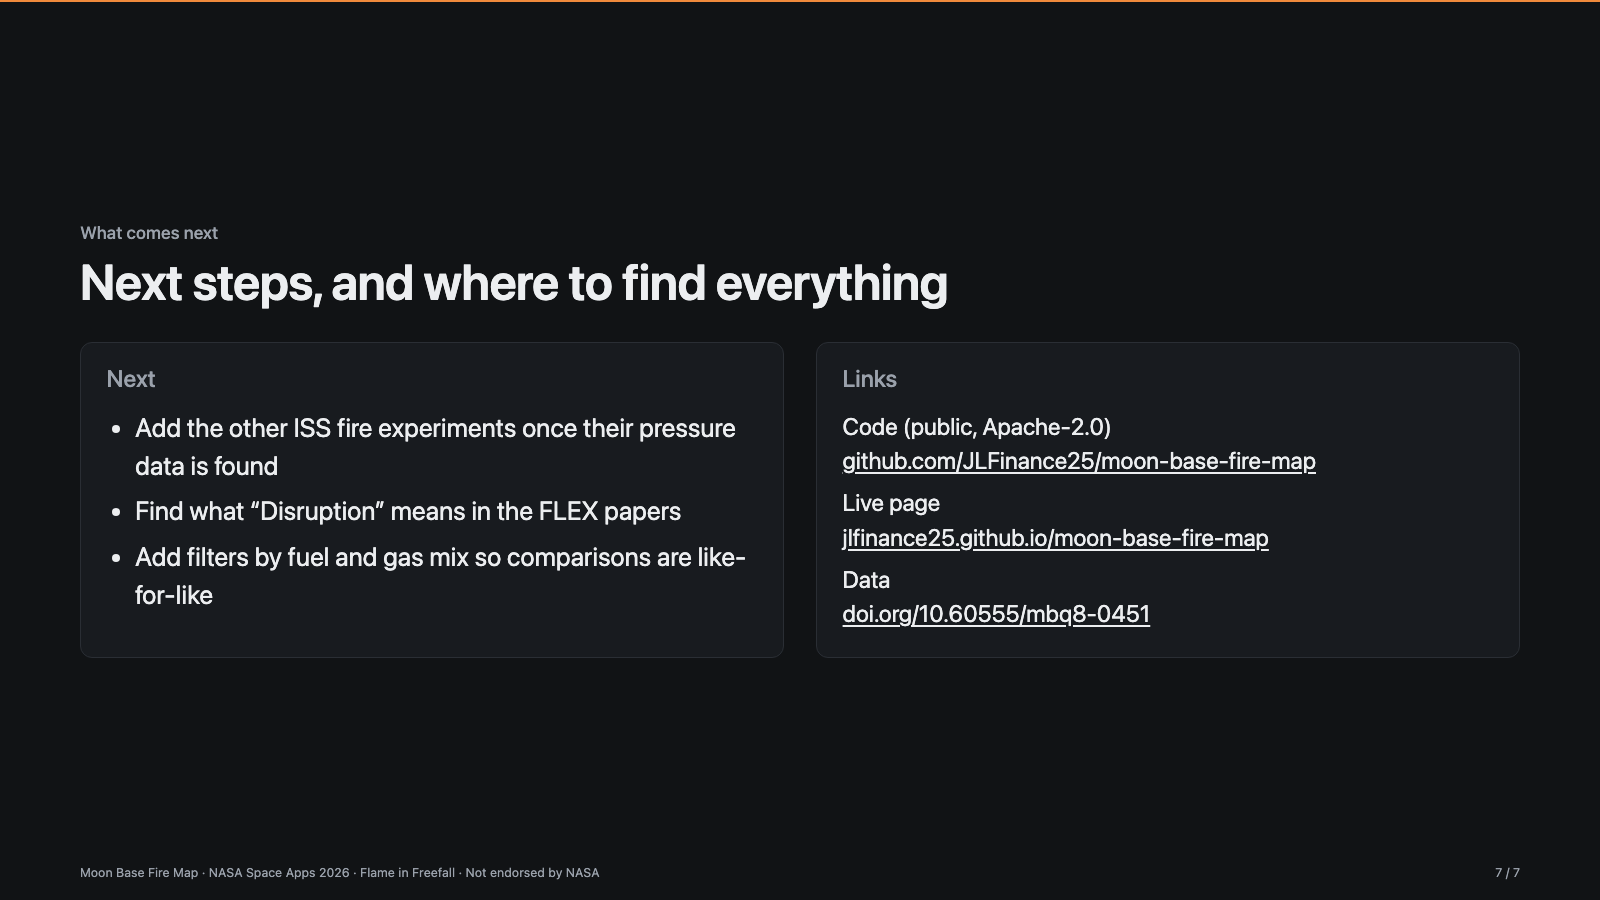 What comes next
Next steps, and where to find everything
Next
• Add the other ISS fire experiments once their pressure
data is found
• Find what “Disruption” means in the FLEX papers
• Add filters by fuel and gas mix so comparisons are like-
for-like
Links
Code (public, Apache-2.0)
github.com/JLFinance25/moon-base-fire-map
Live page
jlfinance25.github.io/moon-base-fire-map
Data
doi.org/10.60555/mbq8-0451
Moon Base Fire Map · NASA Space Apps 2026 · Flame in Freefall · Not endorsed by NASA
7 / 7